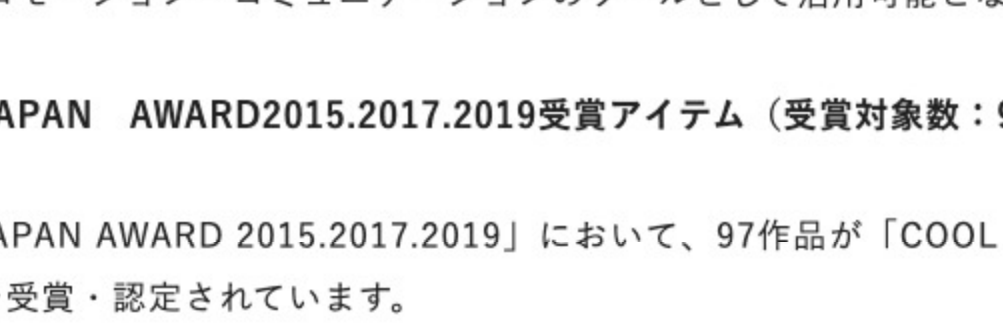 APAN　AWARD2015.2017.2019受賞アイテム（受賞対象数：9
APAN AWARD 2015.2017.2019」において、97作品が「COOL
受賞・認定されています。